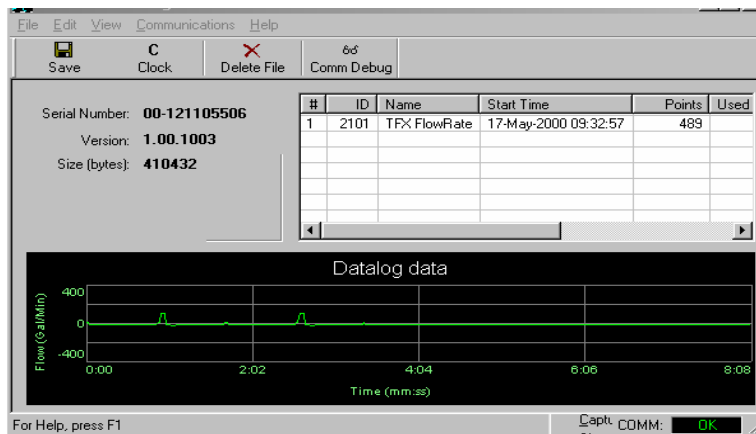 File Edit View Communications Help
Save
C
Clock
Delete File
Comm Debug
Serial Number: 00-121105506
Version: 1.00.1003
Size (bytes): 410432
# ID Name Start Time Points Used
1 2101 TFX FlowRate 17-May-2000 09:32:57 489
Datalog data
Flow (Gal/Min)
400
0
-400
0:00 2:02 4:04 6:06 8:08
Time (mm:ss)
For Help, press F1
COMM: OK